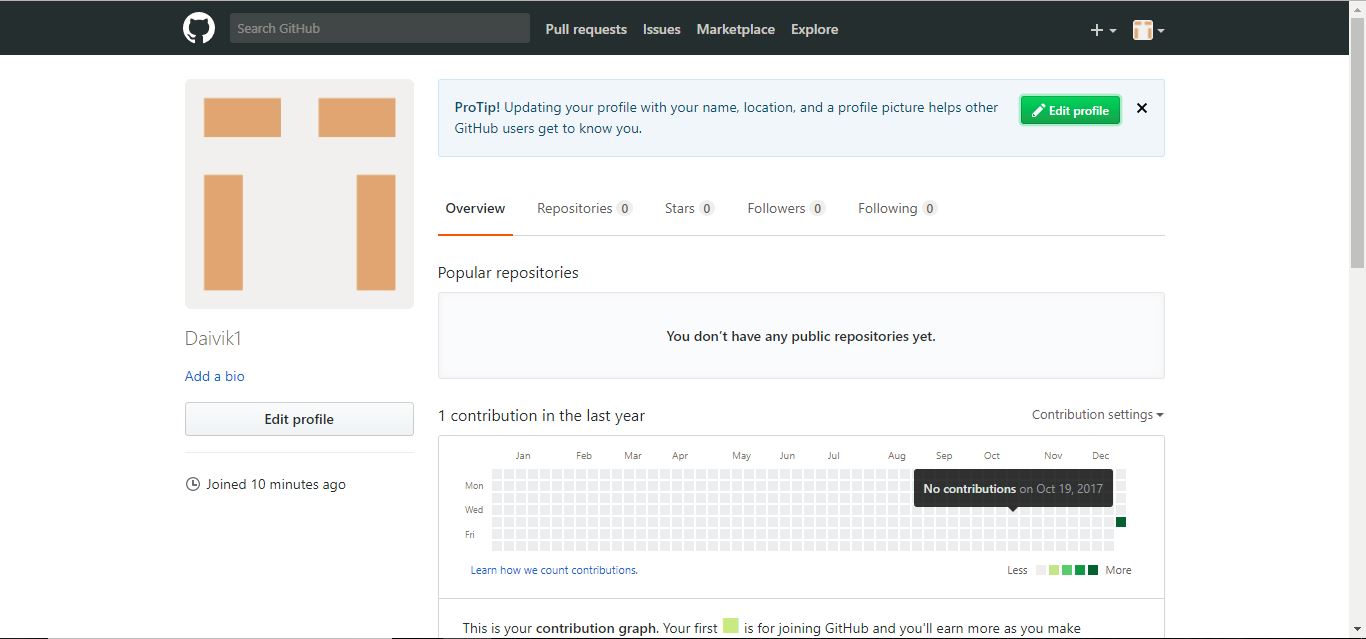 Search GitHub
Pull requests
Issues
Marketplace
Explore
ProTip! Updating your profile with your name, location, and a profile picture helps other
GitHub users get to know you.
Edit profile
Overview
Repositories 0
Stars 0
Followers 0
Following 0
Popular repositories
You don't have any public repositories yet.
Daivik1
Add a bio
Edit profile
Joined 10 minutes ago
1 contribution in the last year
Contribution settings
Jan Feb Mar Apr May Jun Jul Aug Sep Oct Nov Dec
Mon
Wed
Fri
No contributions on Oct 19, 2017
Learn how we count contributions.
Less
More
This is your contribution graph. Your first is for joining GitHub and you'll earn more as you make